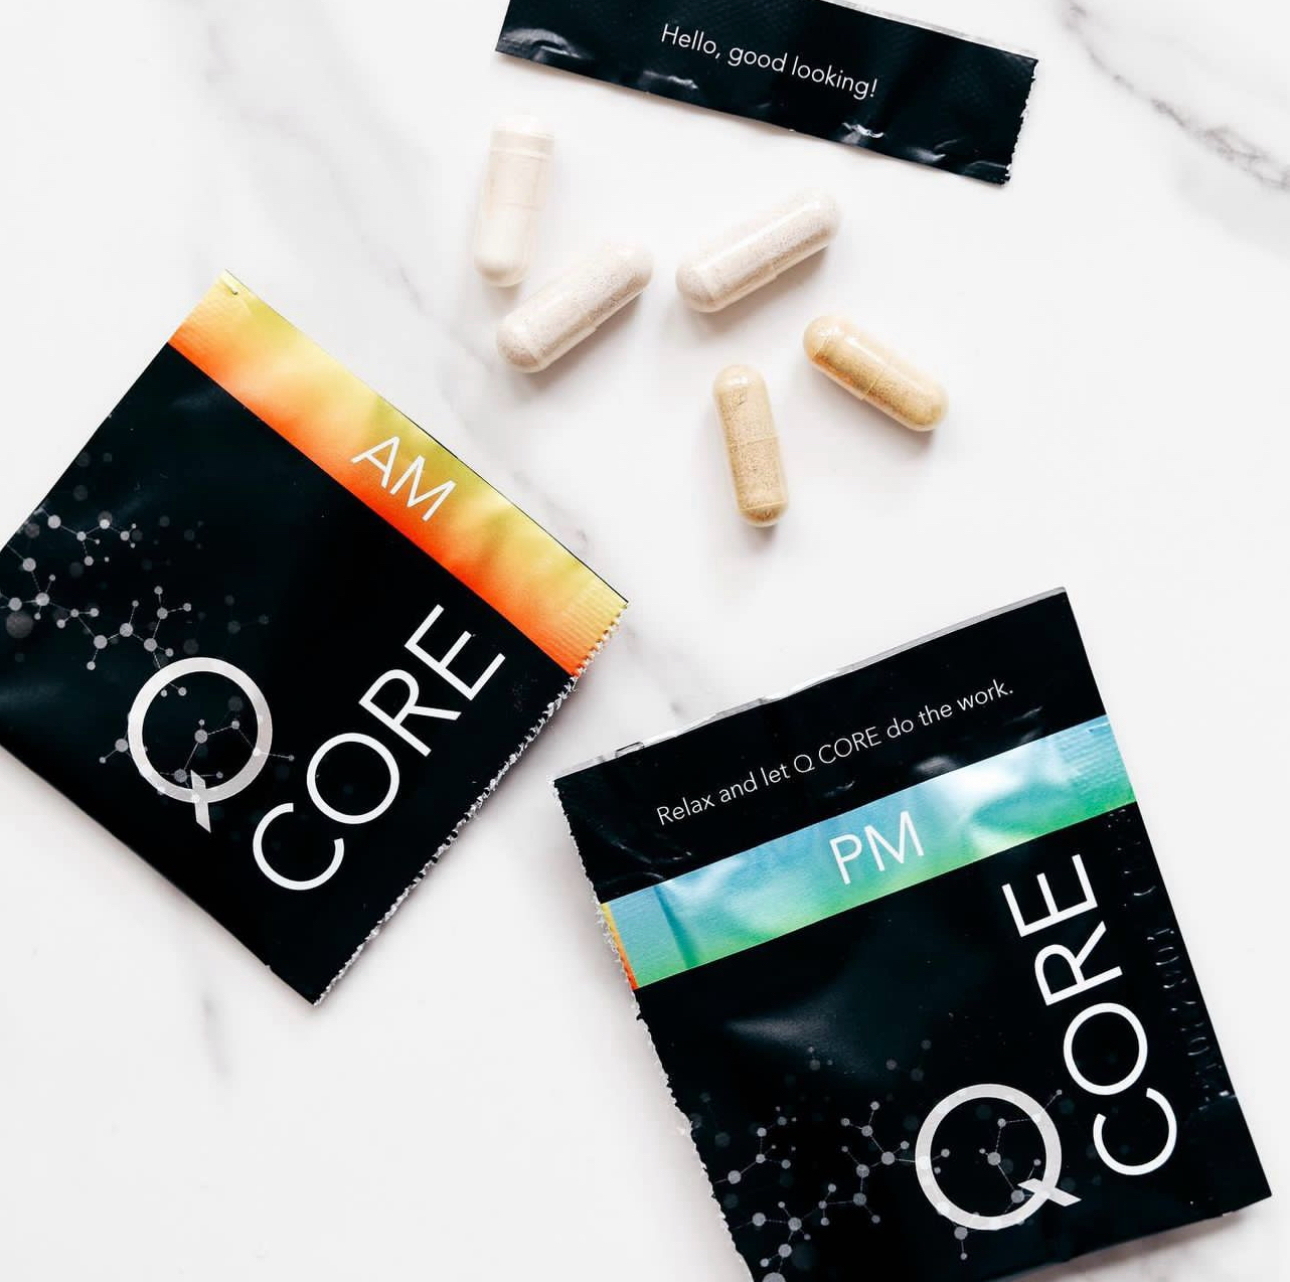 Hello, good looking!
AM
Q
CORE
Relax and let Q CORE do the work.
PM
Q
CORE